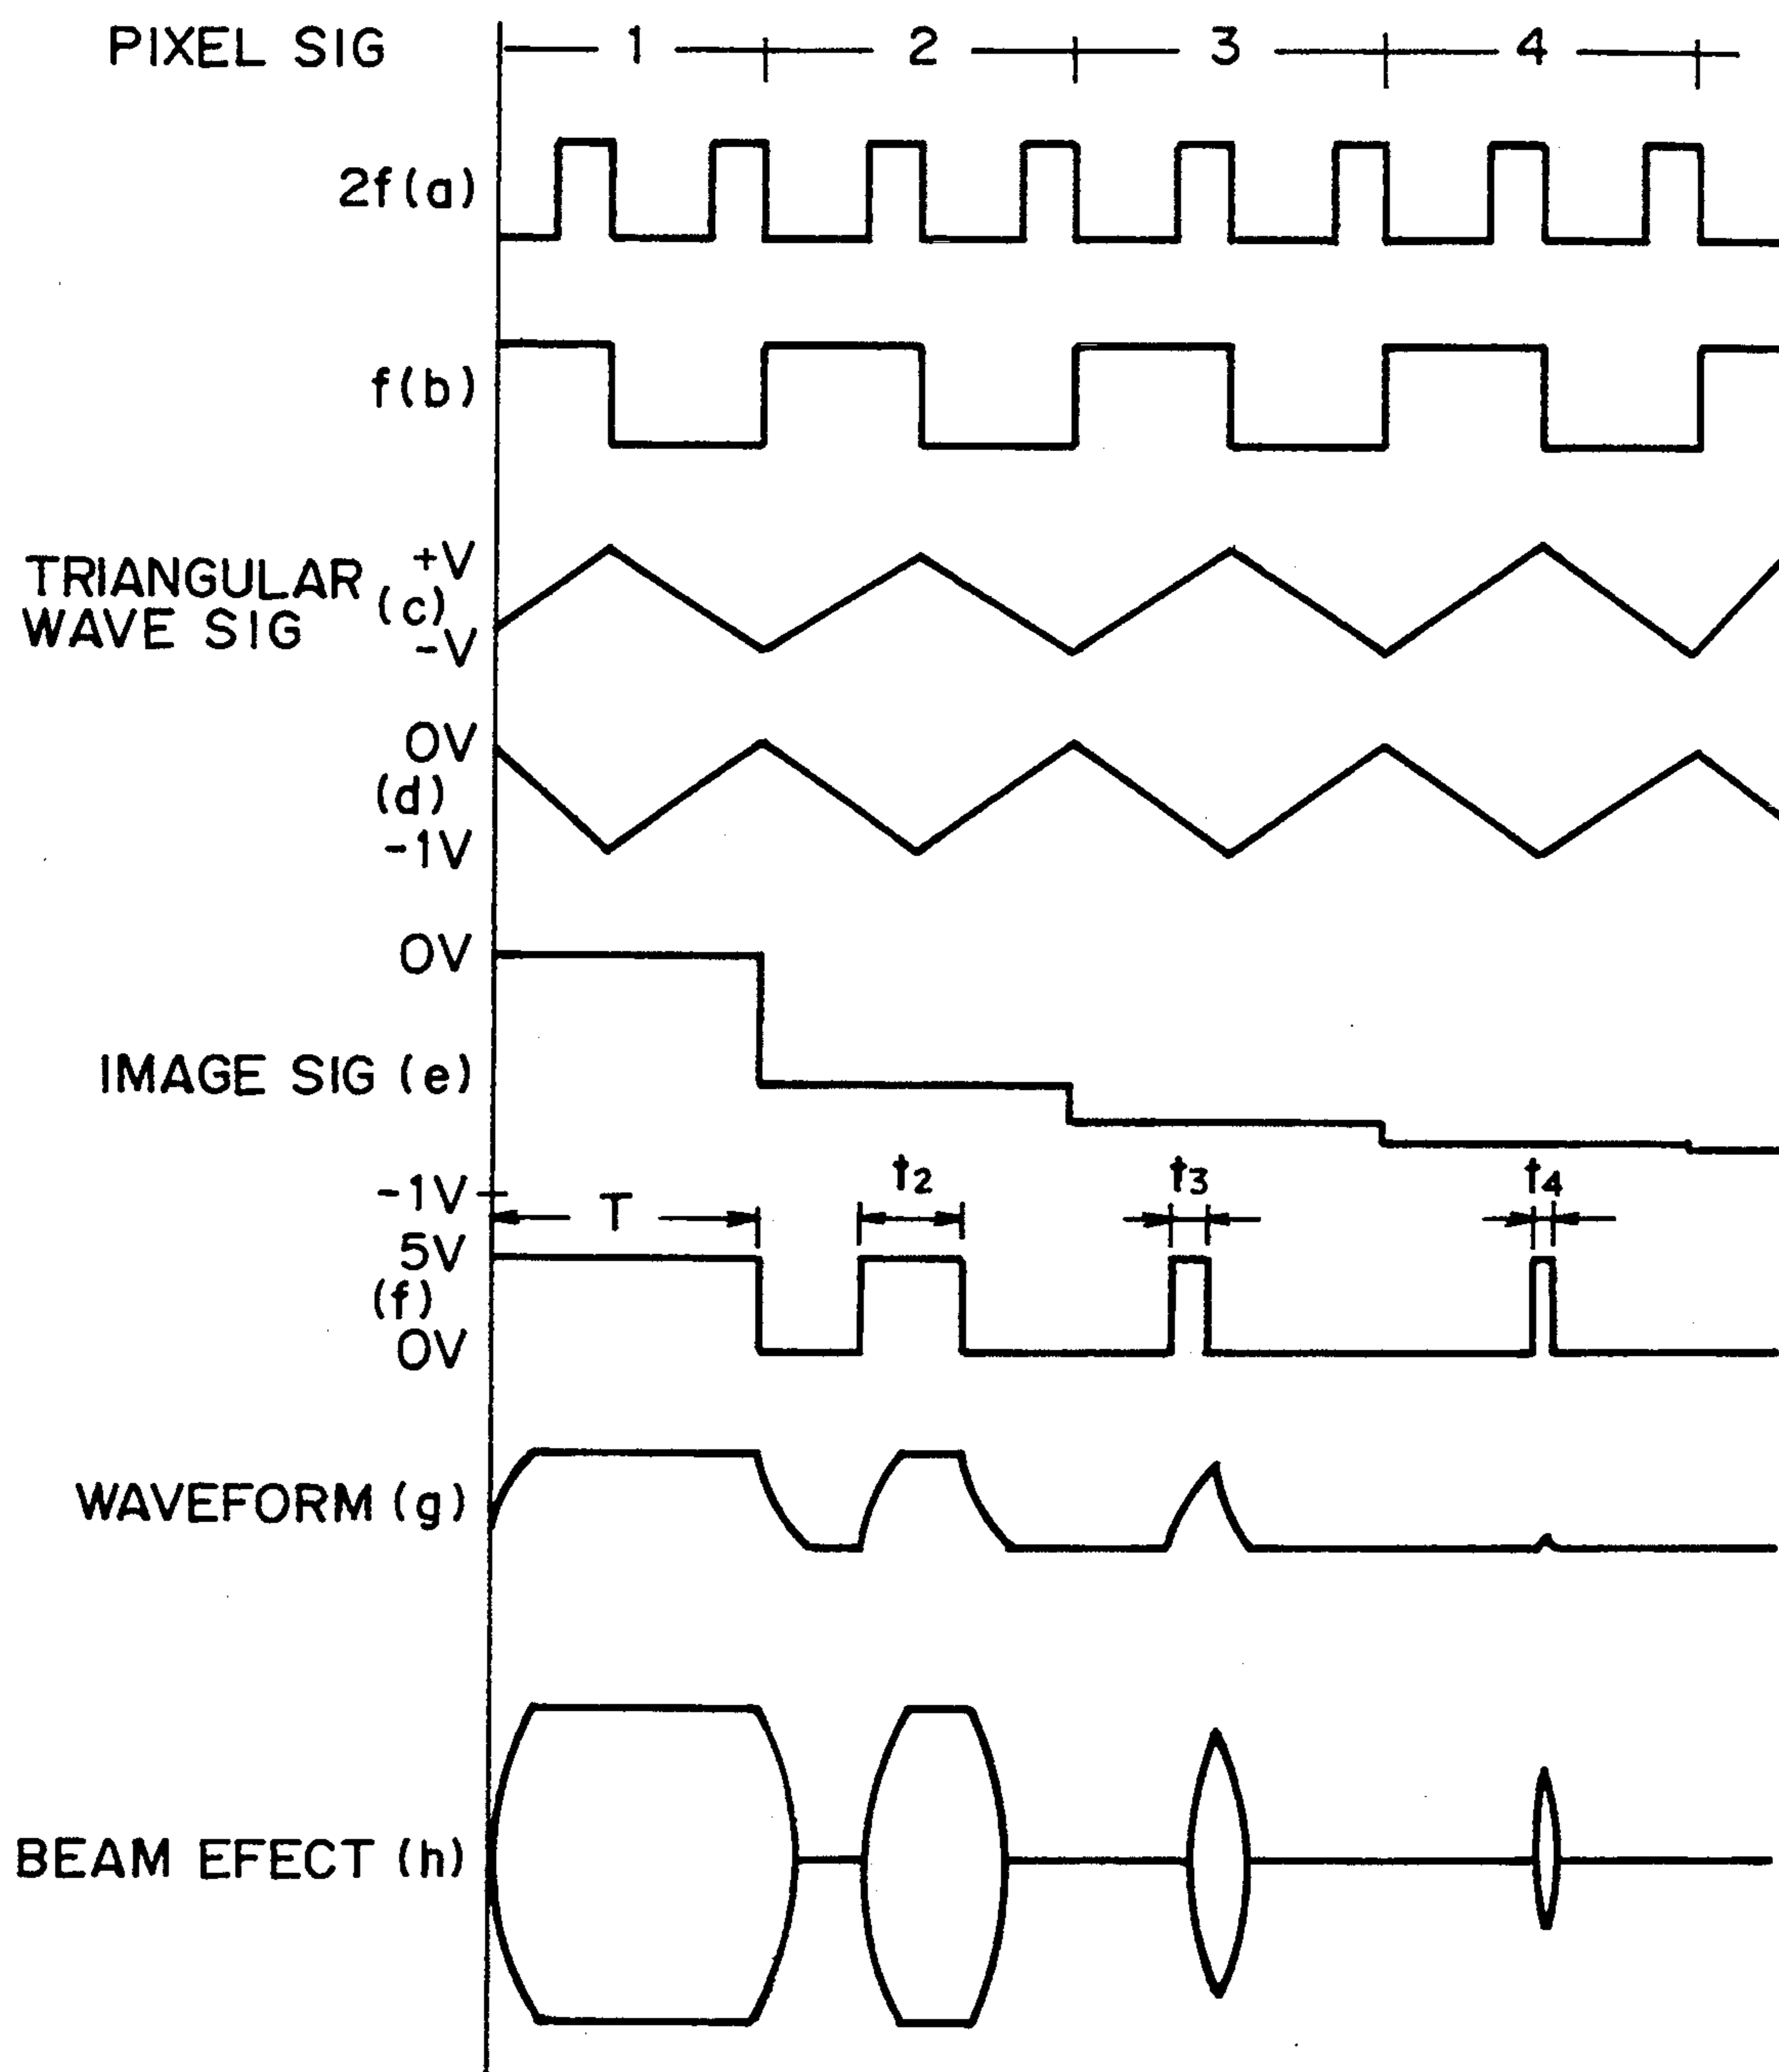 PIXEL SIG 1 2 3 4
2f(a)
f(b)
TRIANGULAR WAVE SIG (c) +V -V
0V (d) -1V
0V
IMAGE SIG (e)
-1V
T t2 t3 t4
5V
(f)
0V
WAVEFORM (g)
BEAM EFECT (h)